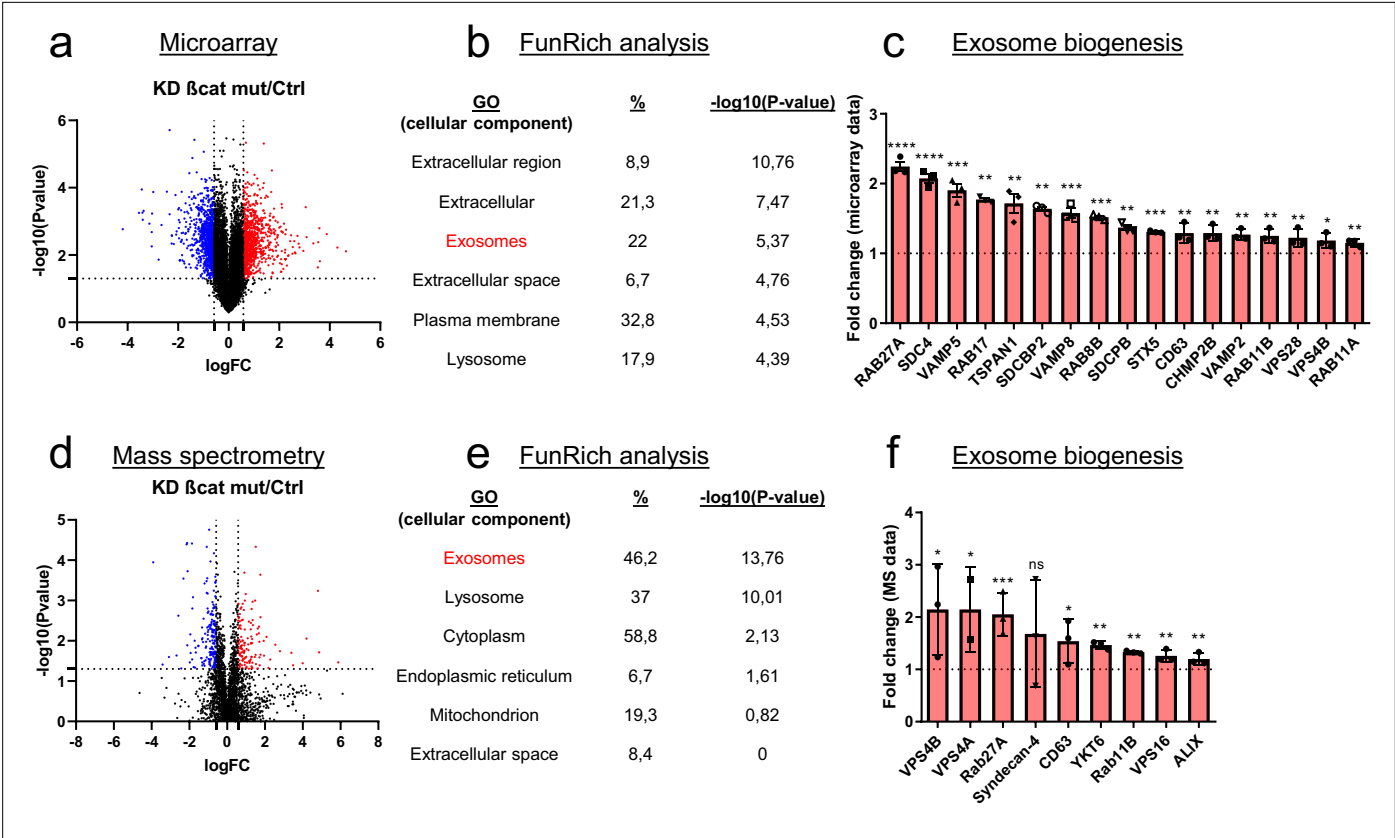 a
Microarray
KD ßcat mut/Ctrl
-log10(Pvalue)
6
4
2
0
-6 -4 -2 0 2 4 6
logFC
b
FunRich analysis
GO
(cellular component)
% -log10(P-value)
Extracellular region 8,9 10,76
Extracellular 21,3 7,47
Exosomes 22 5,37
Extracellular space 6,7 4,76
Plasma membrane 32,8 4,53
Lysosome 17,9 4,39
c
Exosome biogenesis
Fold change (microarray data)
3
2
1
0
**** **** *** ** ** ** *** *** ** *** ** ** ** ** ** * **
RAB27A
SDC4
VAMP5
RAB17
TSPAN1
SDCBP2
VAMP8
RAB8B
SDCPB
STX5
CD63
CHMP2B
VAMP2
RAB11B
VPS28
VPS4B
RAB11A
d
Mass spectrometry
KD ßcat mut/Ctrl
-log10(Pvalue)
5
4
3
2
1
0
-8 -6 -4 -2 0 2 4 6 8
logFC
e
FunRich analysis
GO
(cellular component)
% -log10(P-value)
Exosomes 46,2 13,76
Lysosome 37 10,01
Cytoplasm 58,8 2,13
Endoplasmic reticulum 6,7 1,61
Mitochondrion 19,3 0,82
Extracellular space 8,4 0
f
Exosome biogenesis
Fold change (MS data)
4
3
2
1
0
* * *** ns * ** ** ** **
VPS4B
VPS4A
Rab27A
Syndecan-4
CD63
YKT6
Rab11B
VPS16
ALIX